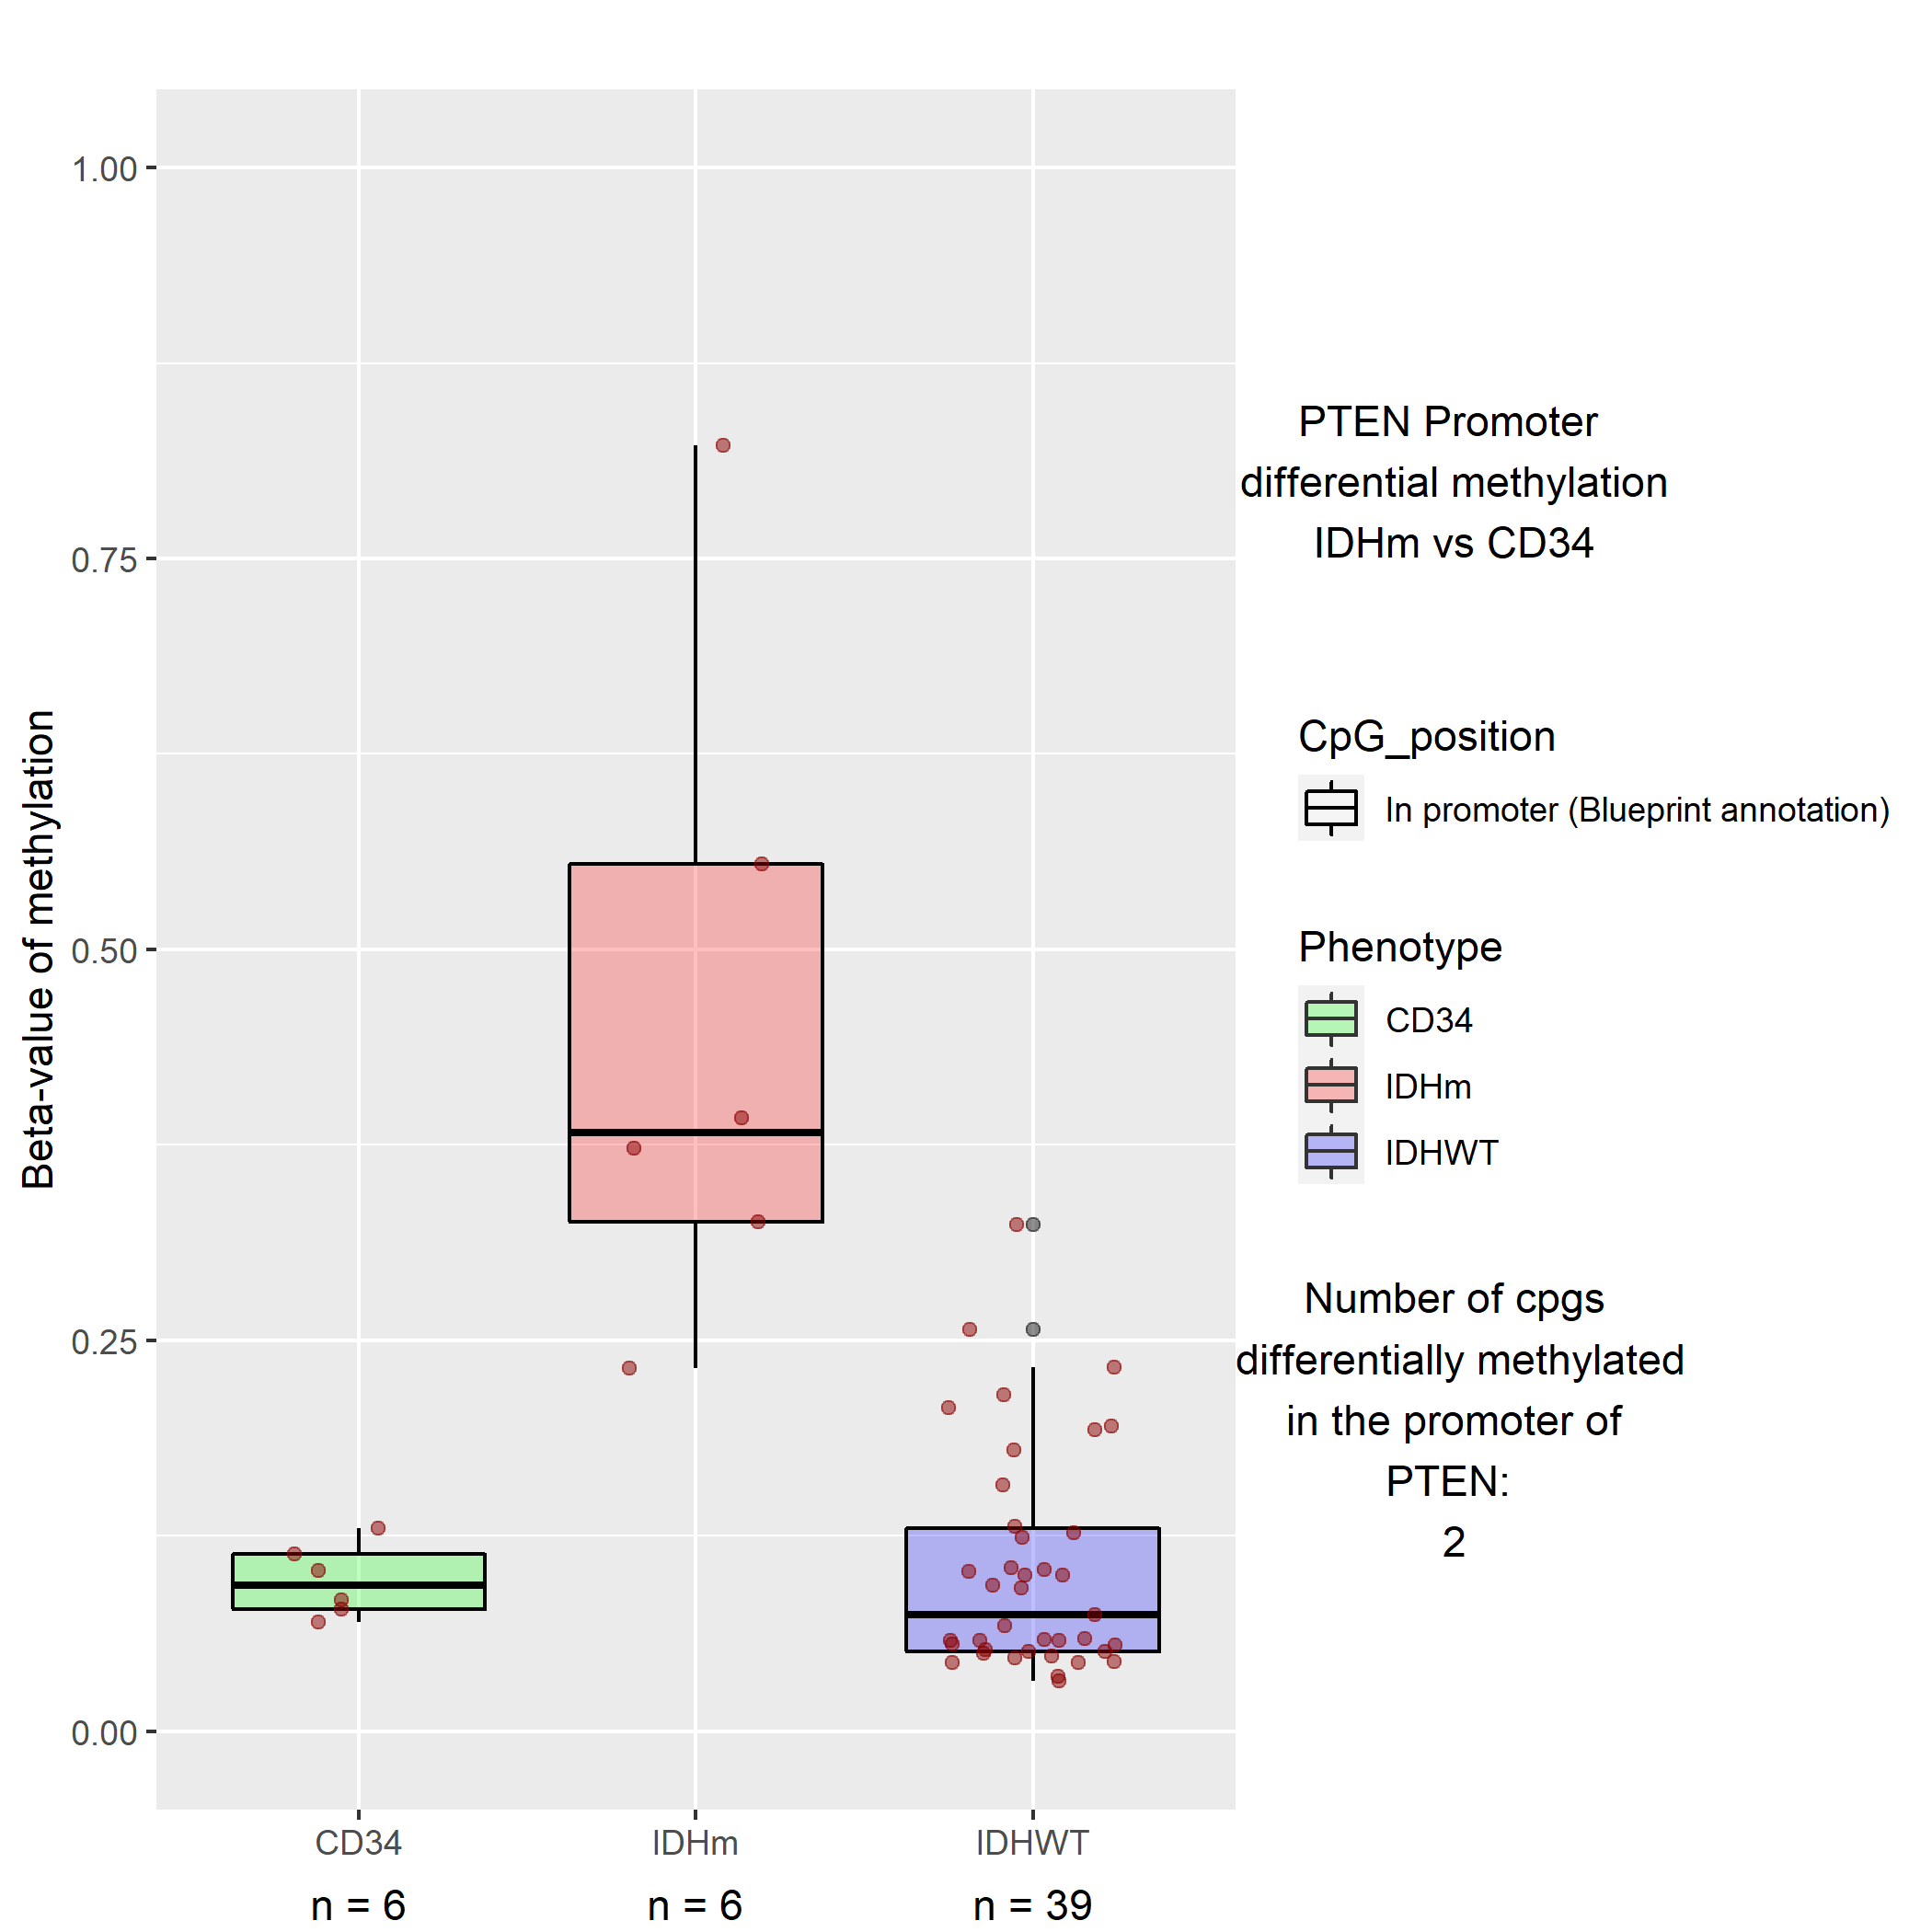 Beta-value of methylation
1.00
0.75
0.50
0.25
0.00
CD34
IDHm
IDHWT
n = 6
n = 6
n = 39
PTEN Promoter
differential methylation
IDHm vs CD34
CpG_position
In promoter (Blueprint annotation)
Phenotype
CD34
IDHm
IDHWT
Number of cpgs
differentially methylated
in the promoter of
PTEN:
2